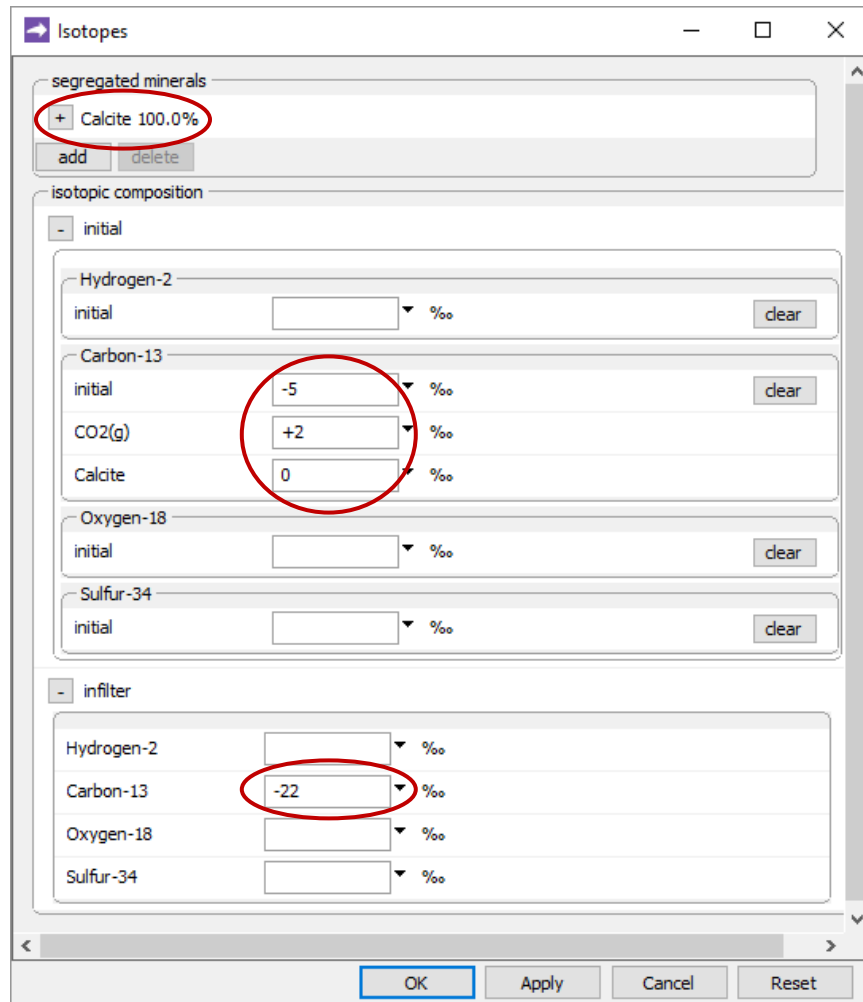 Isotopes
segregated minerals
+ Calcite 100.0%
add delete
isotopic composition
- initial
Hydrogen-2
initial ‰ clear
Carbon-13
initial -5 ‰ clear
CO2(g) +2 ‰
Calcite 0 ‰
Oxygen-18
initial ‰ clear
Sulfur-34
initial ‰ clear
- infilter
Hydrogen-2 ‰
Carbon-13 -22 ‰
Oxygen-18 ‰
Sulfur-34 ‰
OK Apply Cancel Reset